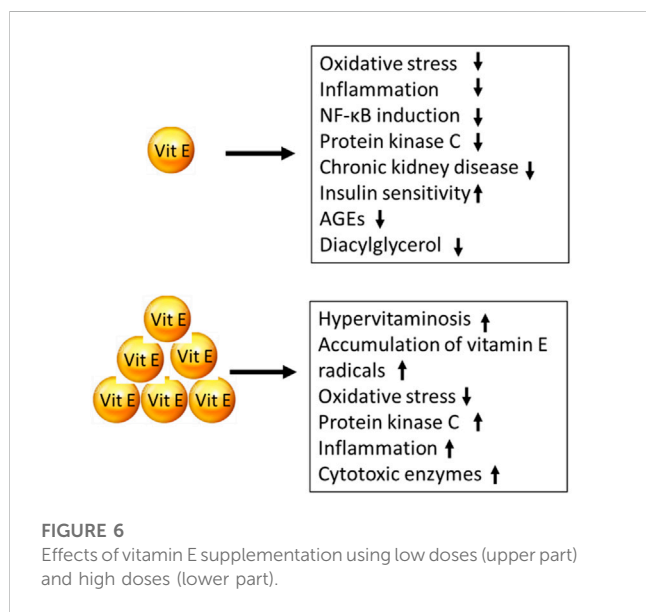 Vit E
Oxidative stress ↓
Inflammation ↓
NF-κB induction ↓
Protein kinase C ↓
Chronic kidney disease ↓
Insulin sensitivity ↑
AGEs ↓
Diacylglycerol ↓
Vit E
Vit E Vit E
Vit E Vit E Vit E
Hypervitaminosis ↑
Accumulation of vitamin E
radicals ↑
Oxidative stress ↓
Protein kinase C ↑
Inflammation ↑
Cytotoxic enzymes ↑
FIGURE 6
Effects of vitamin E supplementation using low doses (upper part)
and high doses (lower part).